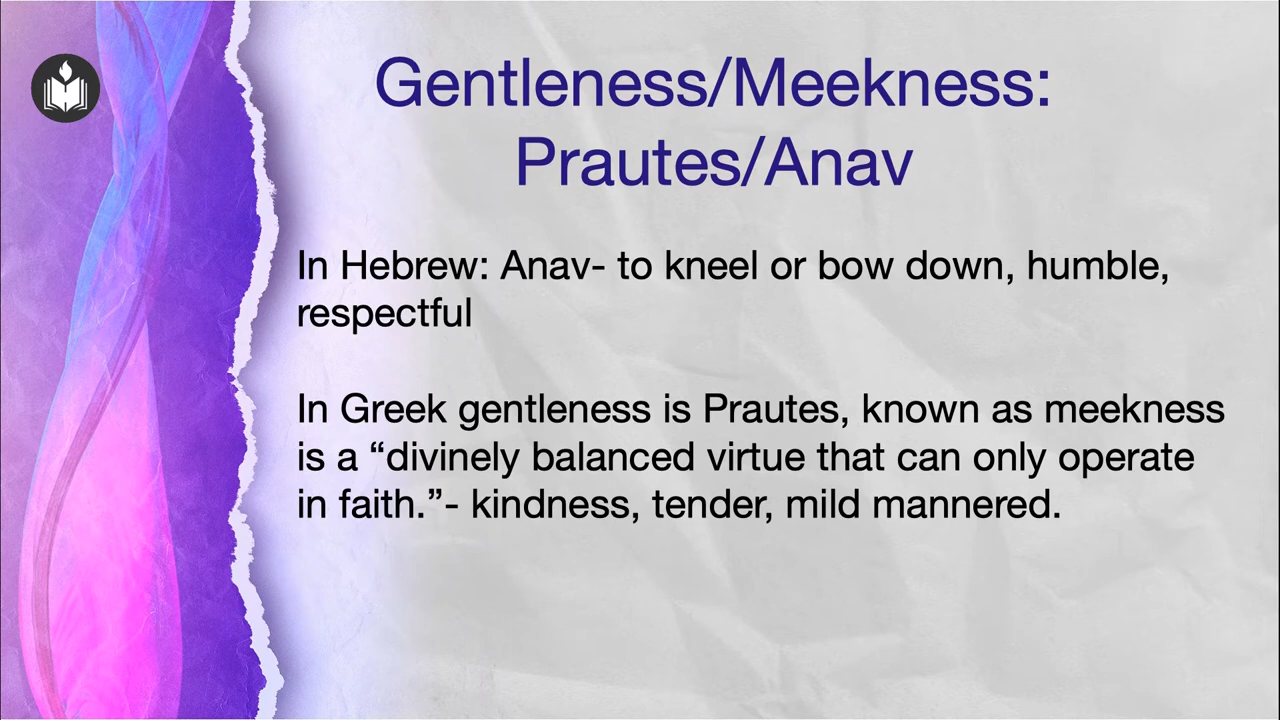 Gentleness/Meekness:
Prautes/Anav
In Hebrew: Anav- to kneel or bow down, humble,
respectful
In Greek gentleness is Prautes, known as meekness
is a “divinely balanced virtue that can only operate
in faith.”- kindness, tender, mild mannered.